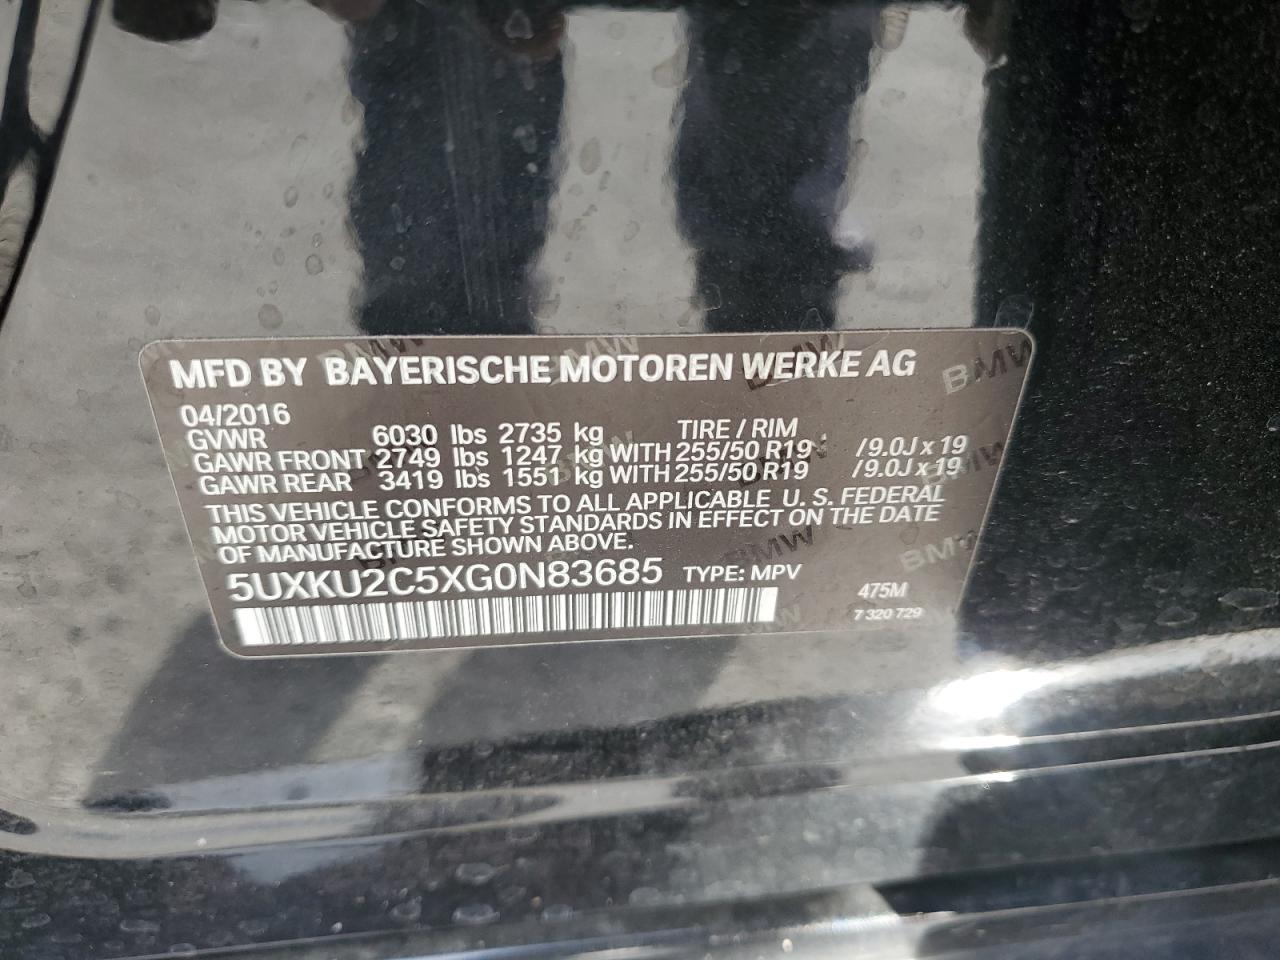 MFD BY BAYERISCHE MOTOREN WERKE AG
04/2016
GVWR 6030 lbs 2735 kg TIRE / RIM
GAWR FRONT 2749 lbs 1247 kg WITH 255/50 R19 /9.0J x 19
GAWR REAR 3419 lbs 1551 kg WITH 255/50 R19 /9.0J x 19
THIS VEHICLE CONFORMS TO ALL APPLICABLE U. S. FEDERAL
MOTOR VEHICLE SAFETY STANDARDS IN EFFECT ON THE DATE
OF MANUFACTURE SHOWN ABOVE.
5UXKU2C5XG0N83685 TYPE: MPV
475M
7 320 729